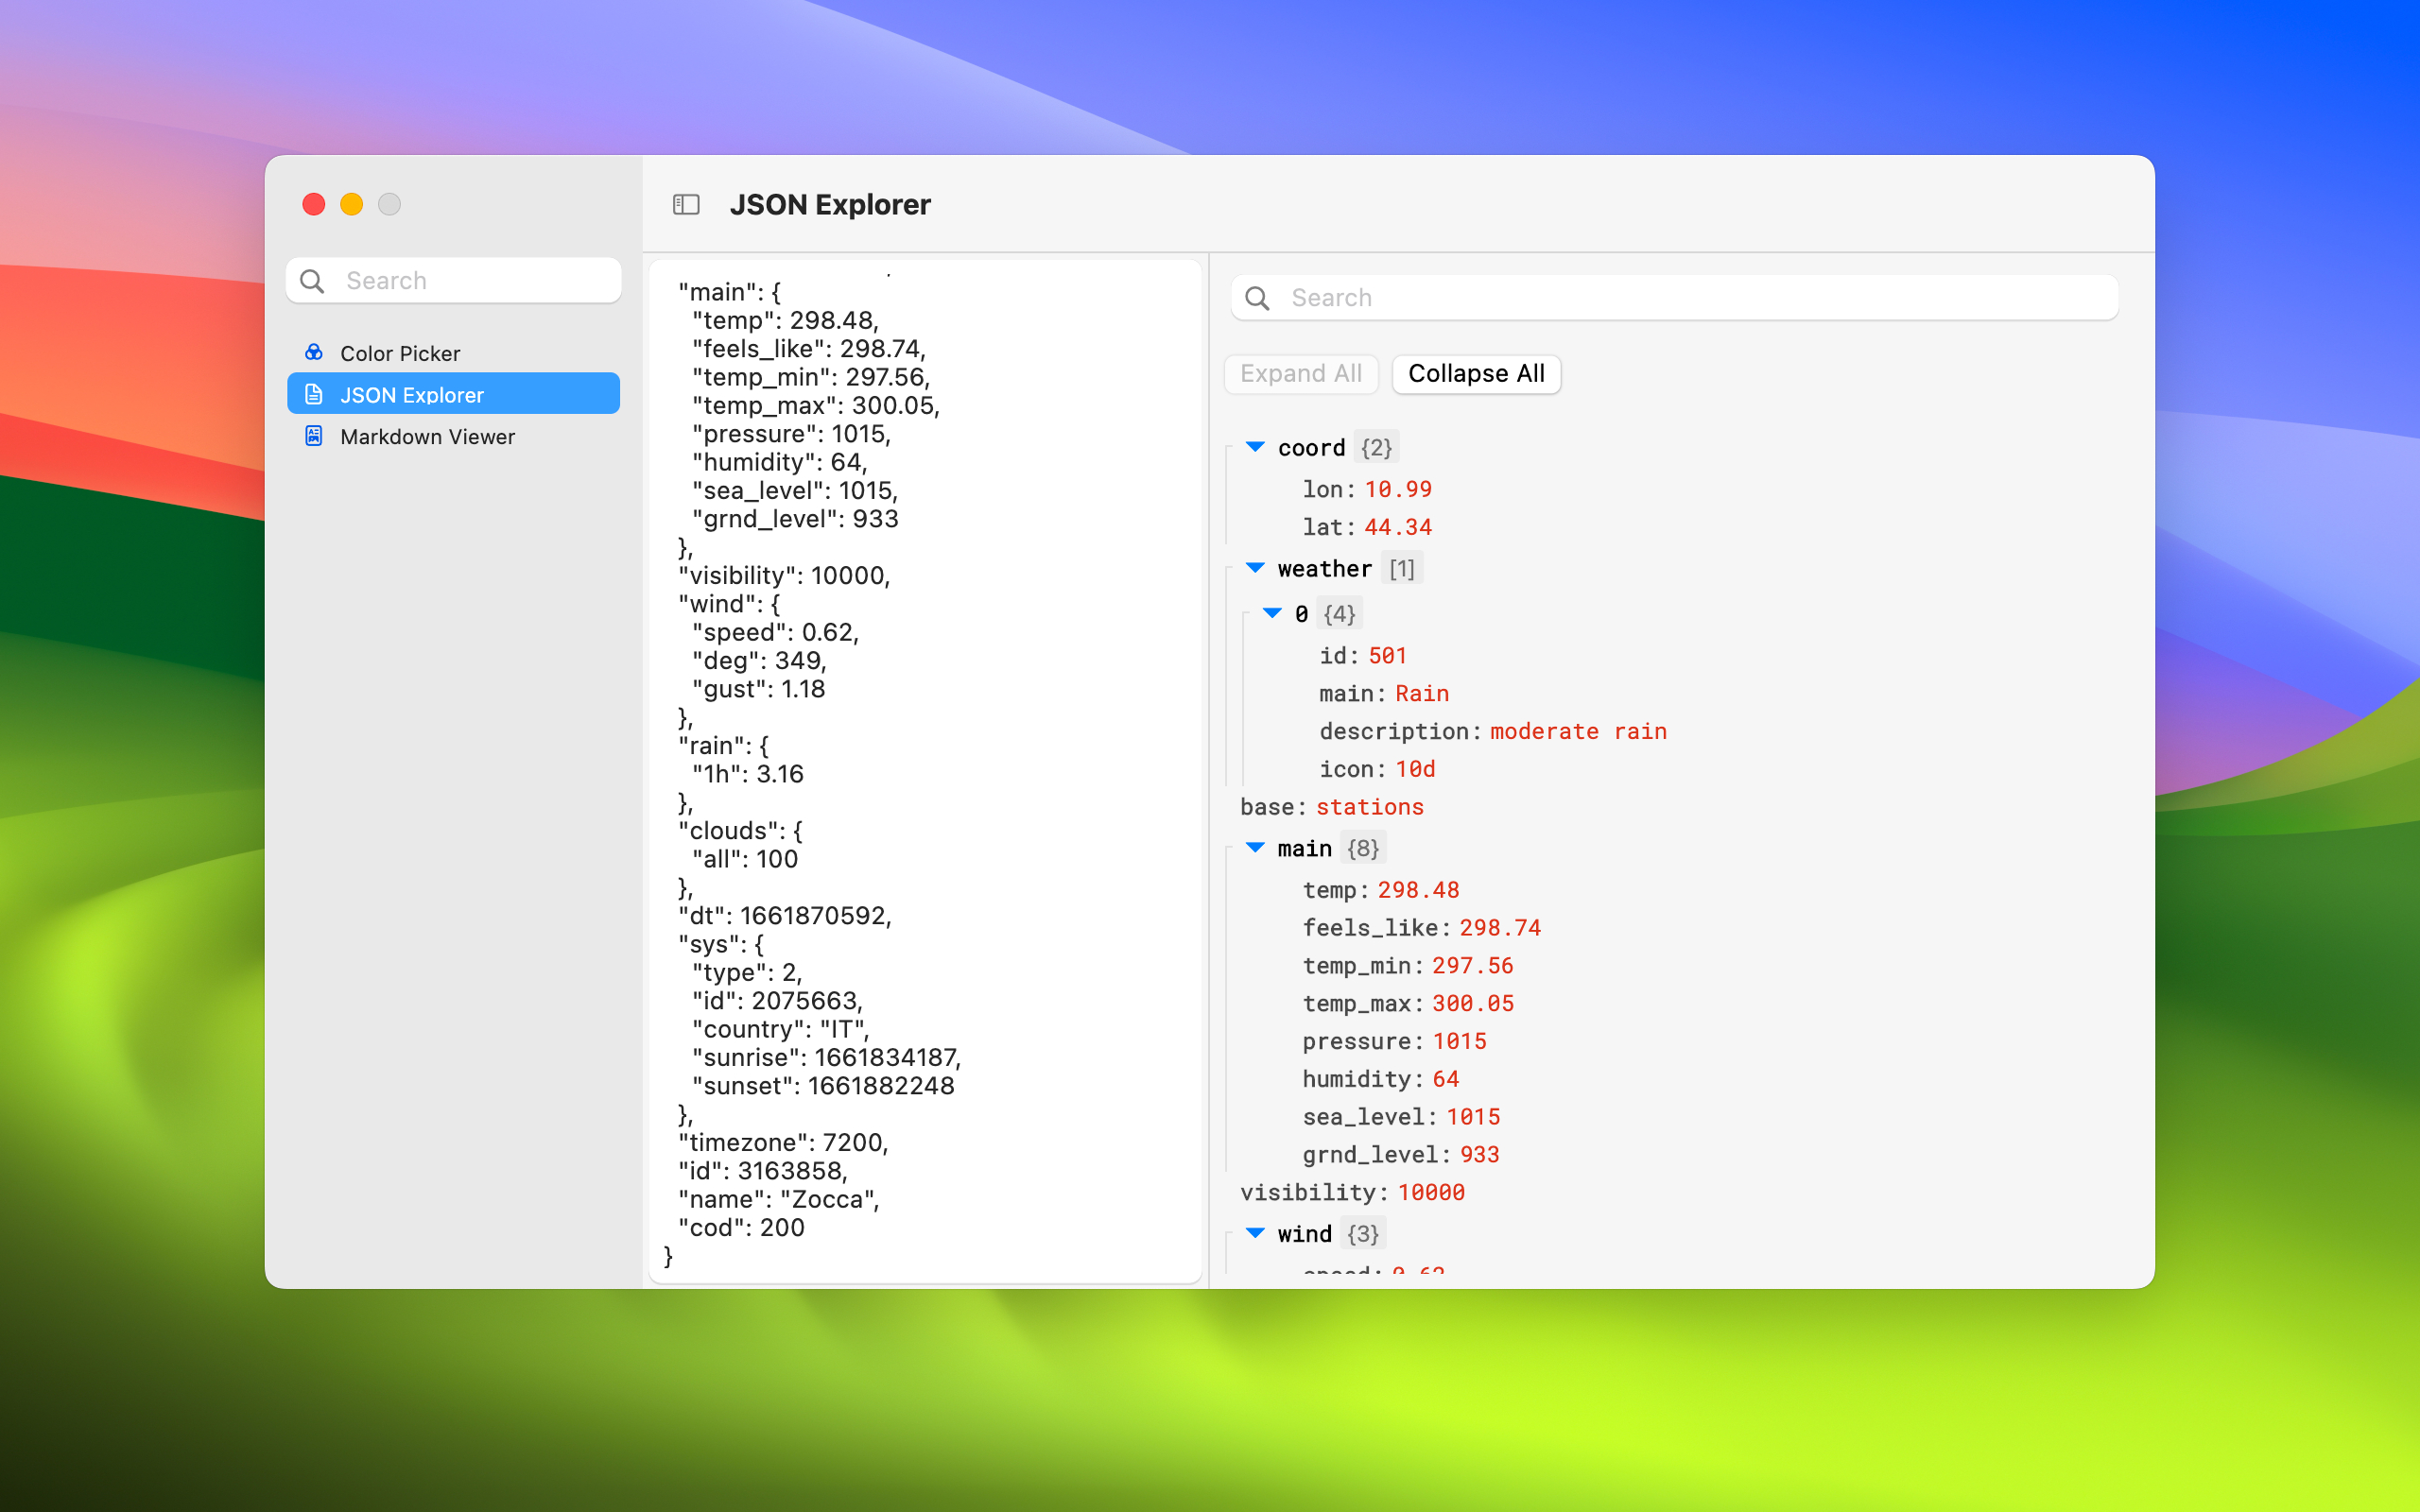 JSON Explorer
Search
Color Picker
JSON Explorer
Markdown Viewer
"main": {
"temp": 298.48,
"feels_like": 298.74,
"temp_min": 297.56,
"temp_max": 300.05,
"pressure": 1015,
"humidity": 64,
"sea_level": 1015,
"grnd_level": 933
},
"visibility": 10000,
"wind": {
"speed": 0.62,
"deg": 349,
"gust": 1.18
},
"rain": {
"1h": 3.16
},
"clouds": {
"all": 100
},
"dt": 1661870592,
"sys": {
"type": 2,
"id": 2075663,
"country": "IT",
"sunrise": 1661834187,
"sunset": 1661882248
},
"timezone": 7200,
"id": 3163858,
"name": "Zocca",
"cod": 200
}
Search
Expand All Collapse All
coord {2}
lon: 10.99
lat: 44.34
weather [1]
0 {4}
id: 501
main: Rain
description: moderate rain
icon: 10d
base: stations
main {8}
temp: 298.48
feels_like: 298.74
temp_min: 297.56
temp_max: 300.05
pressure: 1015
humidity: 64
sea_level: 1015
grnd_level: 933
visibility: 10000
wind {3}
speed: 0.62